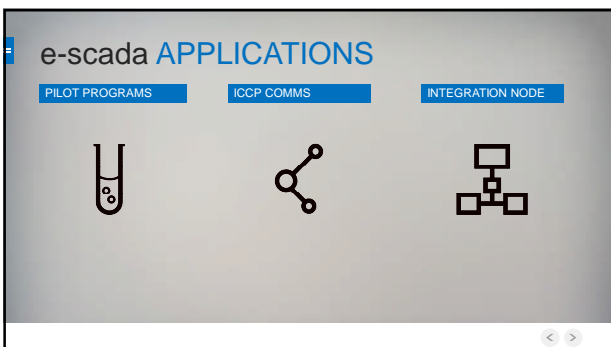 e-scada APPLICATIONS
PILOT PROGRAMS
ICCP COMMS
INTEGRATION NODE